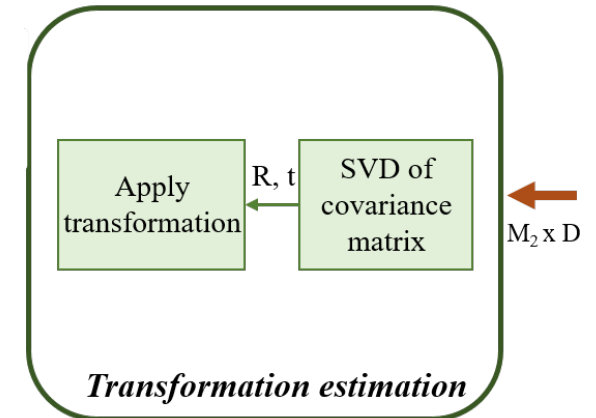 Apply
transformation
R, t
SVD of
covariance
matrix
M₂ x D
Transformation estimation